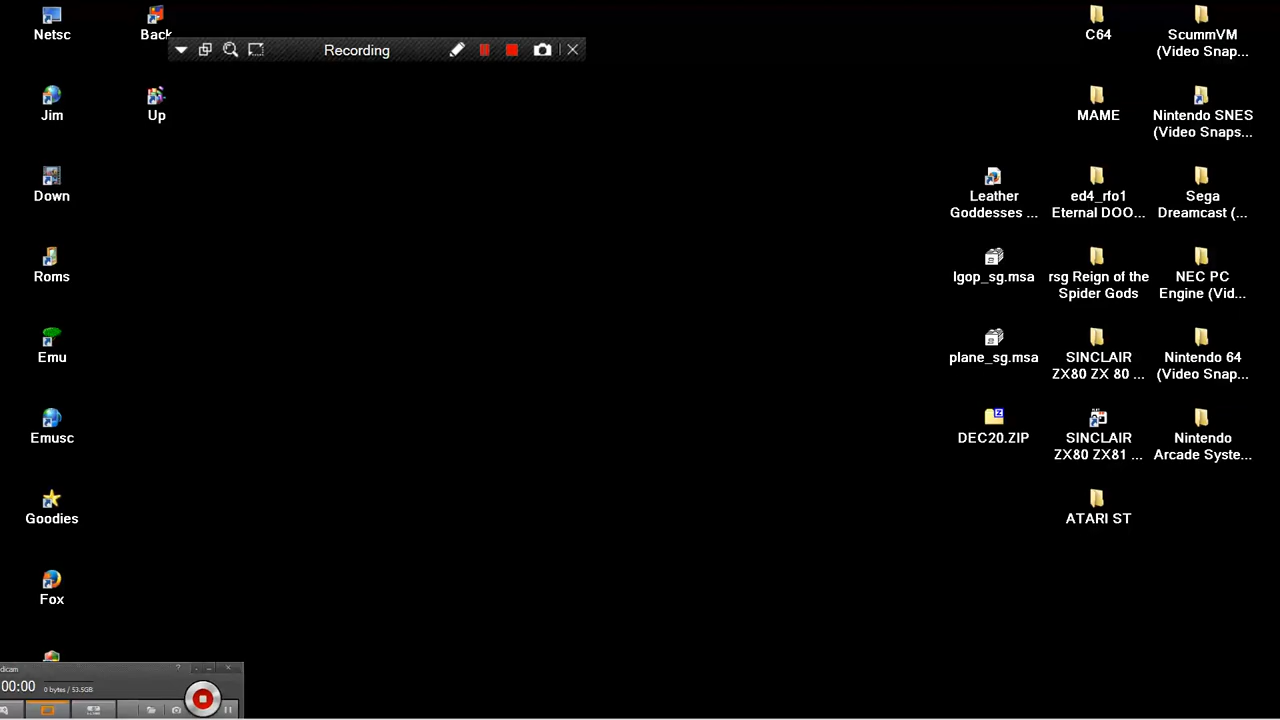 Netsc
Back
Recording
C64
ScummVM
(Video Snap...
Jim
Up
MAME
Nintendo SNES
(Video Snaps...
Down
Leather
Goddesses ...
ed4_rfo1
Eternal DOO...
Sega
Dreamcast (...
Roms
lgop_sg.msa
rsg Reign of the
Spider Gods
NEC PC
Engine (Vid...
Emu
plane_sg.msa
SINCLAIR
ZX80 ZX 80 ...
Nintendo 64
(Video Snap...
Emusc
DEC20.ZIP
SINCLAIR
ZX80 ZX81 ...
Nintendo
Arcade Syste...
Goodies
ATARI ST
Fox
dicam
00:00
0 bytes / 53.5GB